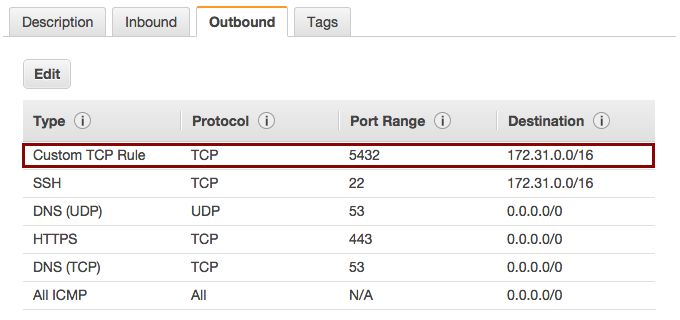 Description Inbound Outbound Tags
Edit
Type i Protocol i Port Range i Destination i
Custom TCP Rule TCP 5432 172.31.0.0/16
SSH TCP 22 172.31.0.0/16
DNS (UDP) UDP 53 0.0.0.0/0
HTTPS TCP 443 0.0.0.0/0
DNS (TCP) TCP 53 0.0.0.0/0
All ICMP All N/A 0.0.0.0/0